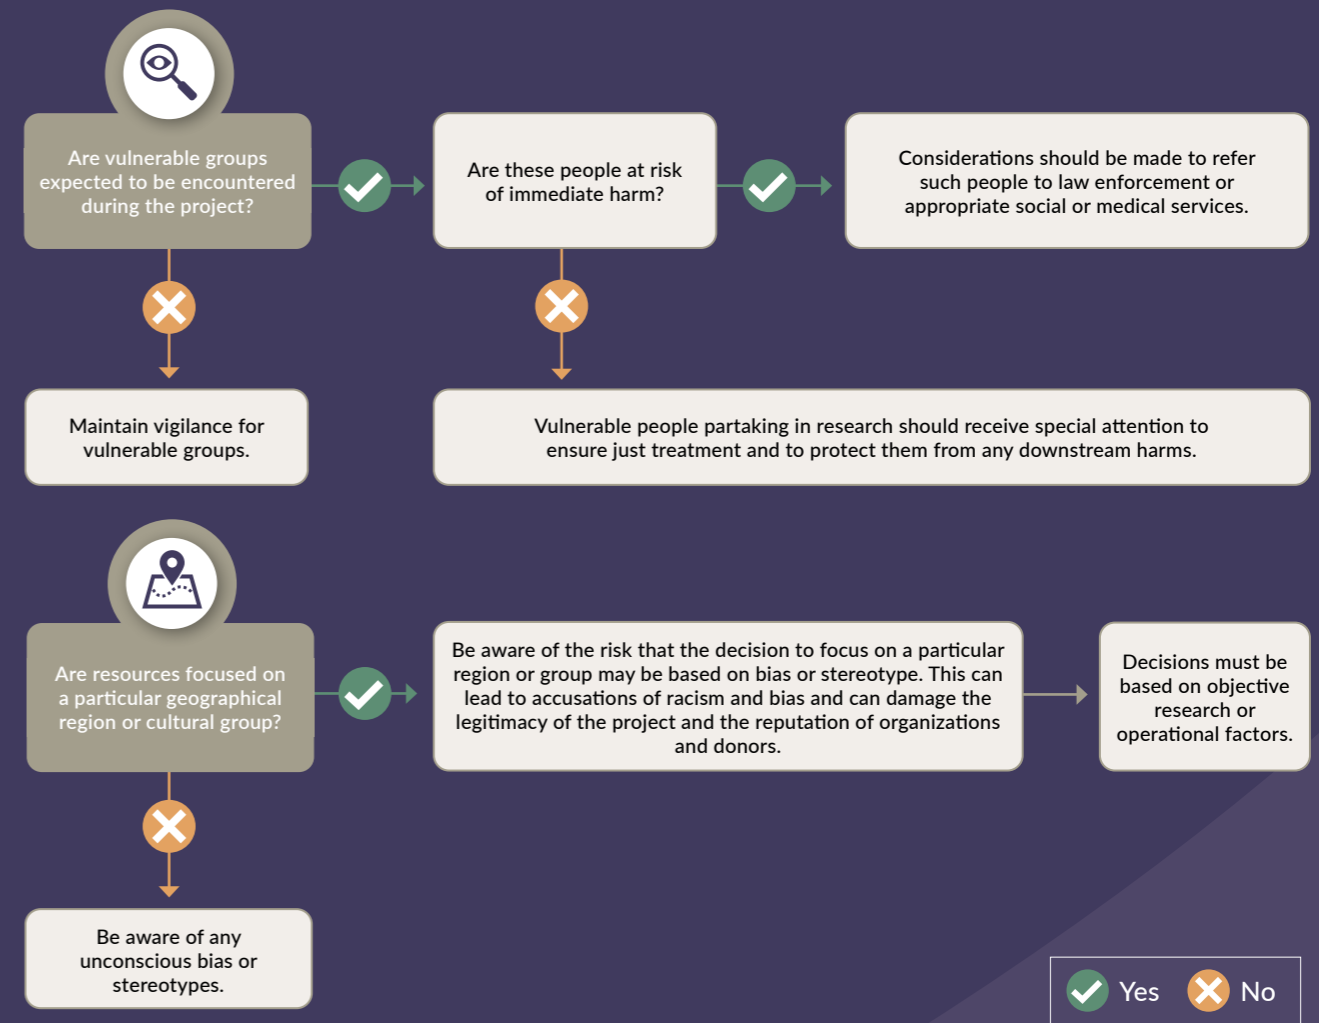 Are vulnerable groups
expected to be encountered
during the project?
Are these people at risk
of immediate harm?
Considerations should be made to refer
such people to law enforcement or
appropriate social or medical services.
Maintain vigilance for
vulnerable groups.
Vulnerable people partaking in research should receive special attention to
ensure just treatment and to protect them from any downstream harms.
Are resources focused on
a particular geographical
region or cultural group?
Be aware of the risk that the decision to focus on a particular
region or group may be based on bias or stereotype. This can
lead to accusations of racism and bias and can damage the
legitimacy of the project and the reputation of organizations
and donors.
Decisions must be
based on objective
research or
operational factors.
Be aware of any
unconscious bias or
stereotypes.
Yes
No